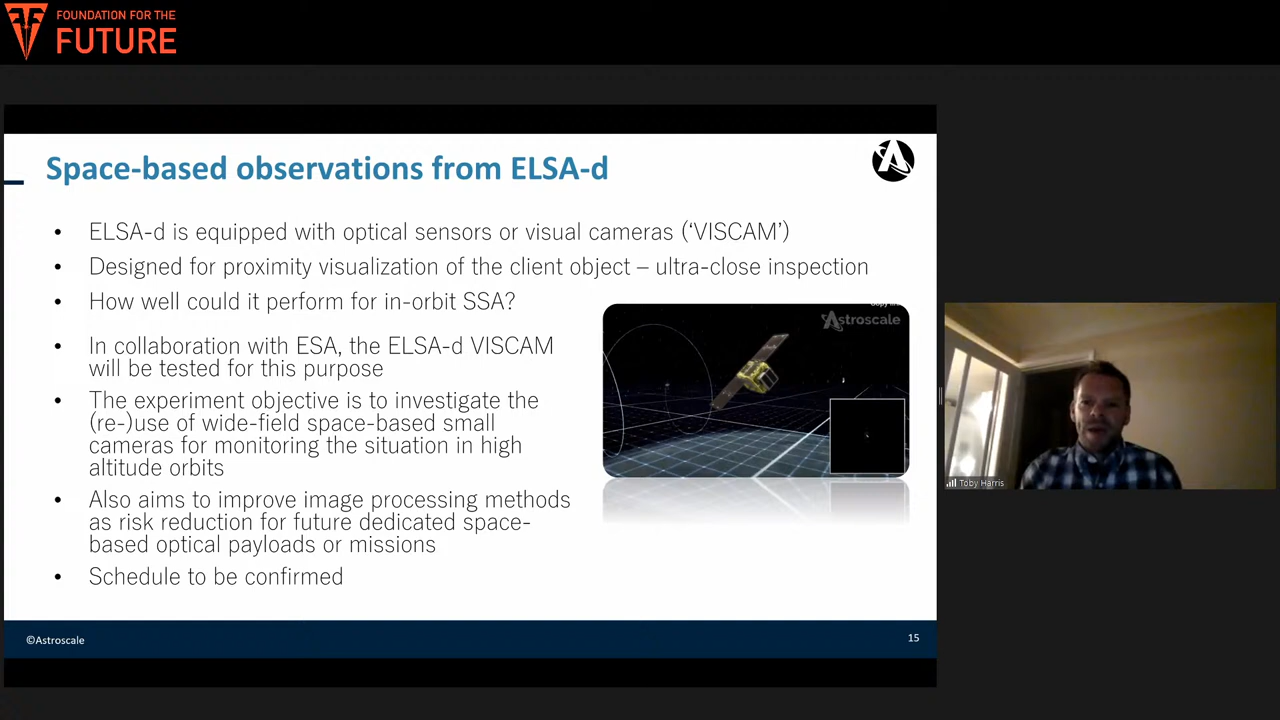 FOUNDATION FOR THE
FUTURE
Space-based observations from ELSA-d
• ELSA-d is equipped with optical sensors or visual cameras (‘VISCAM’)
• Designed for proximity visualization of the client object – ultra-close inspection
• How well could it perform for in-orbit SSA?
• In collaboration with ESA, the ELSA-d VISCAM
will be tested for this purpose
• The experiment objective is to investigate the
(re-)use of wide-field space-based small
cameras for monitoring the situation in high
altitude orbits
• Also aims to improve image processing methods
as risk reduction for future dedicated space-
based optical payloads or missions
• Schedule to be confirmed
Astroscale
©Astroscale
15
Toby Harris